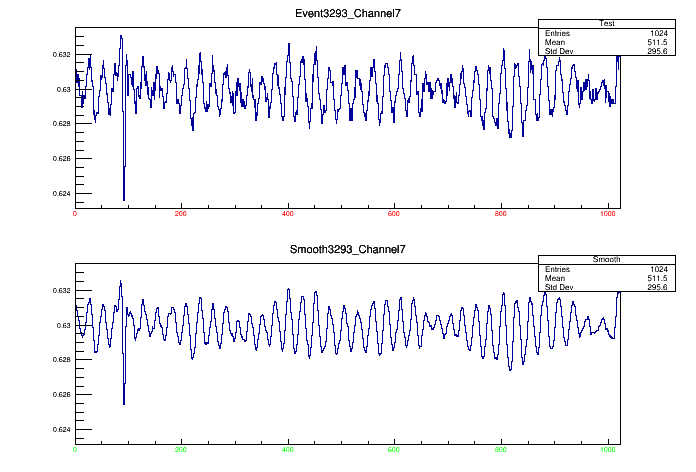 Event3293_Channel7
Test
Entries 1024
Mean 511.5
Std Dev 295.6
0.632
0.63
0.628
0.626
0.624
0 200 400 600 800 1000
Smooth3293_Channel7
Smooth
Entries 1024
Mean 511.5
Std Dev 295.6
0.632
0.63
0.628
0.626
0.624
0 200 400 600 800 1000